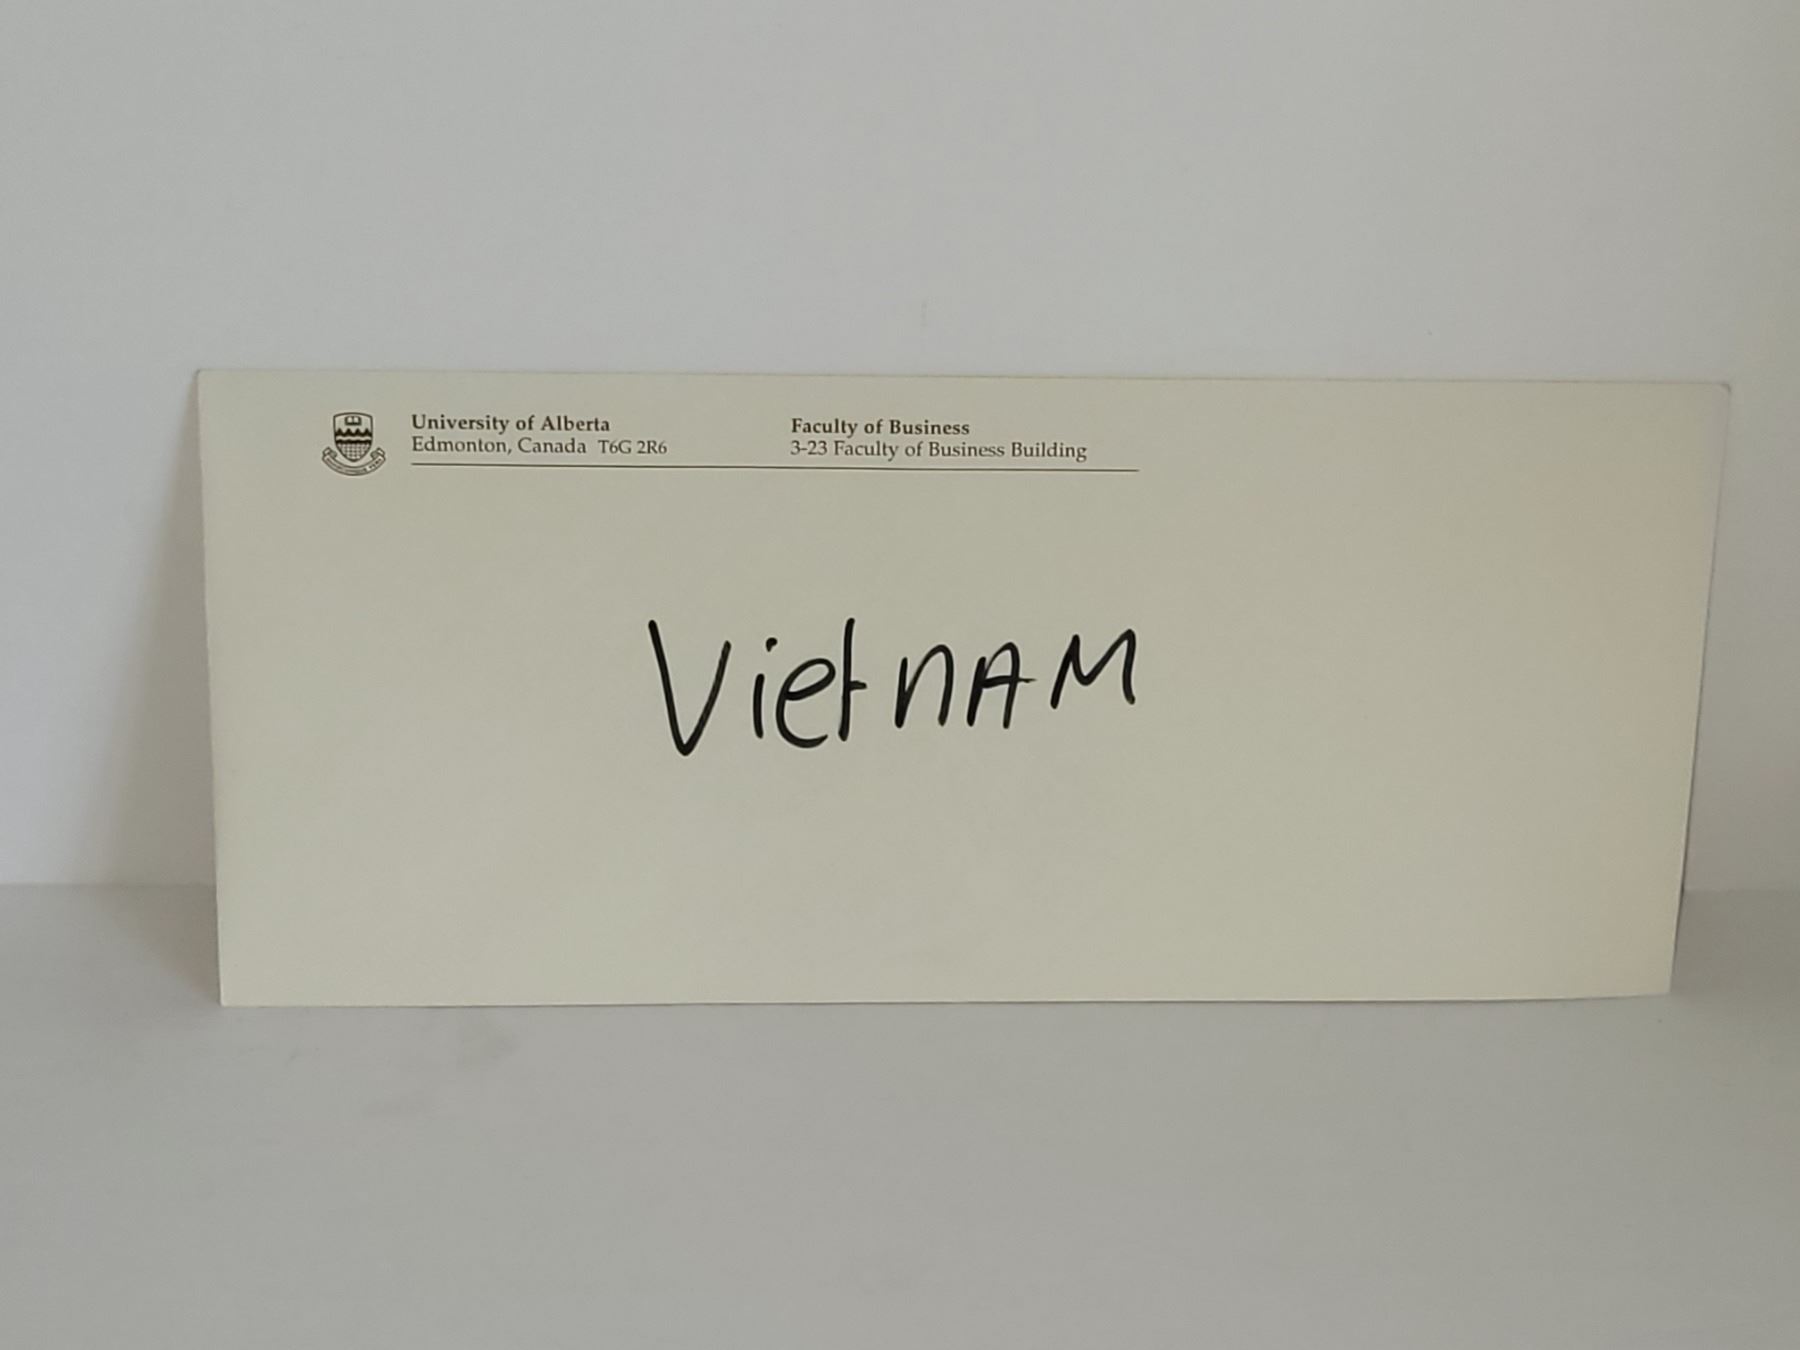 University of Alberta
Edmonton, Canada T6G 2R6
Faculty of Business
3-23 Faculty of Business Building
VietnAM